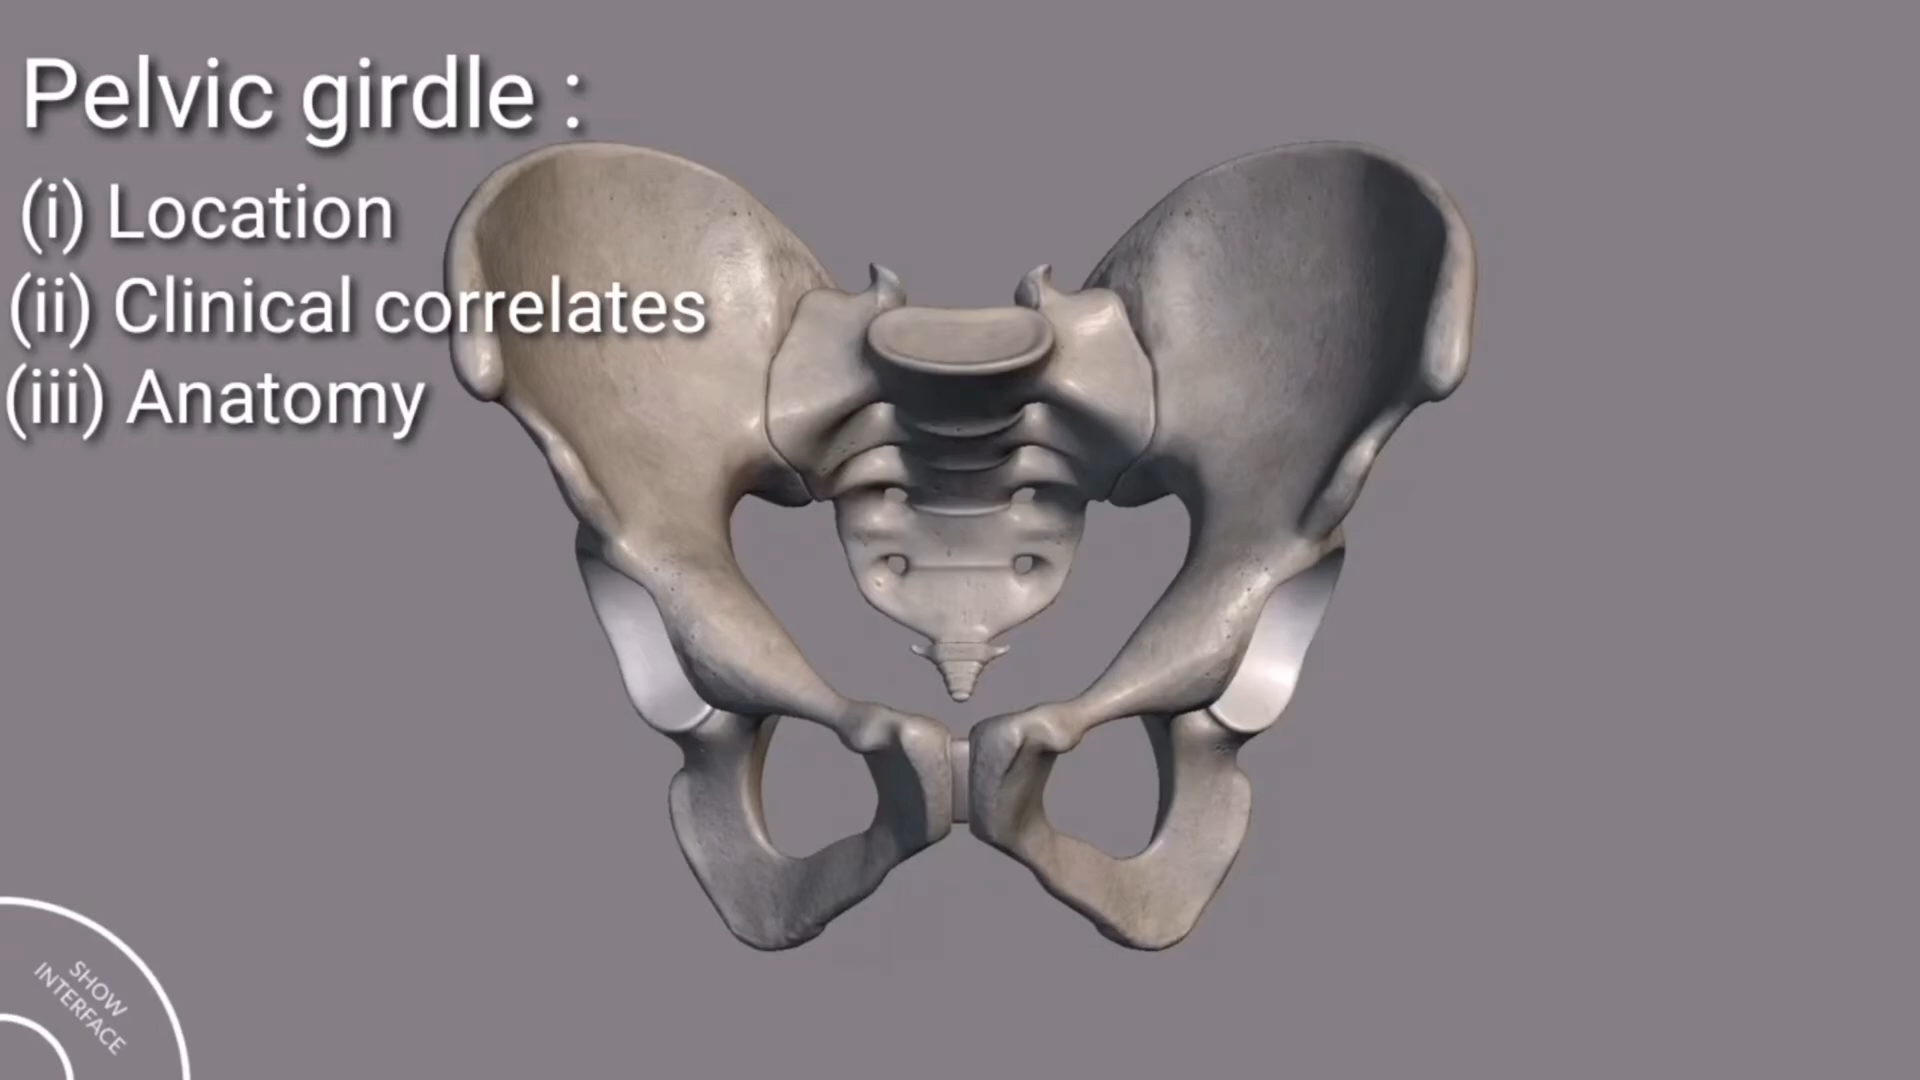 Pelvic girdle :
(i) Location
(ii) Clinical correlates
(iii) Anatomy
SHOW
INTERFACE